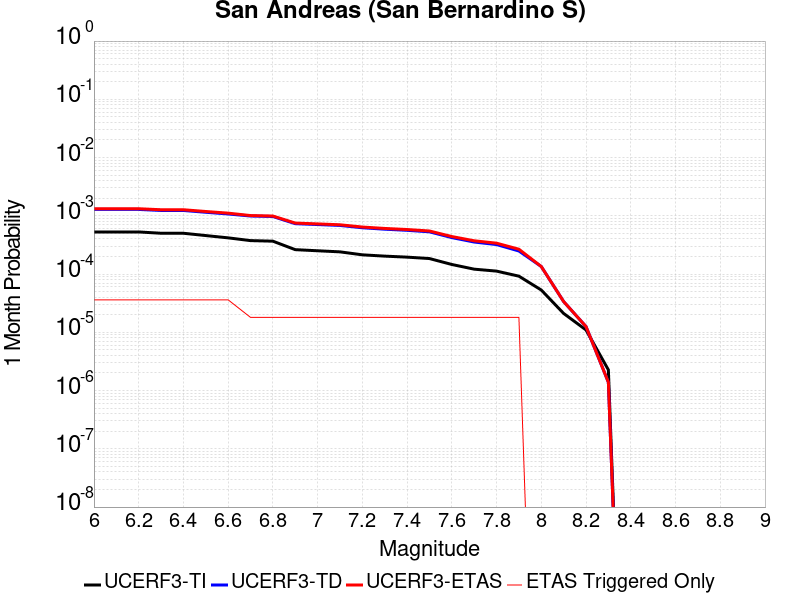 San Andreas (San Bernardino S)
10^0
10^-1
10^-2
10^-3
10^-4
10^-5
10^-6
10^-7
10^-8
1 Month Probability
6 6.2 6.4 6.6 6.8 7 7.2 7.4 7.6 7.8 8 8.2 8.4 8.6 8.8 9
Magnitude
UCERF3-TI UCERF3-TD UCERF3-ETAS ETAS Triggered Only